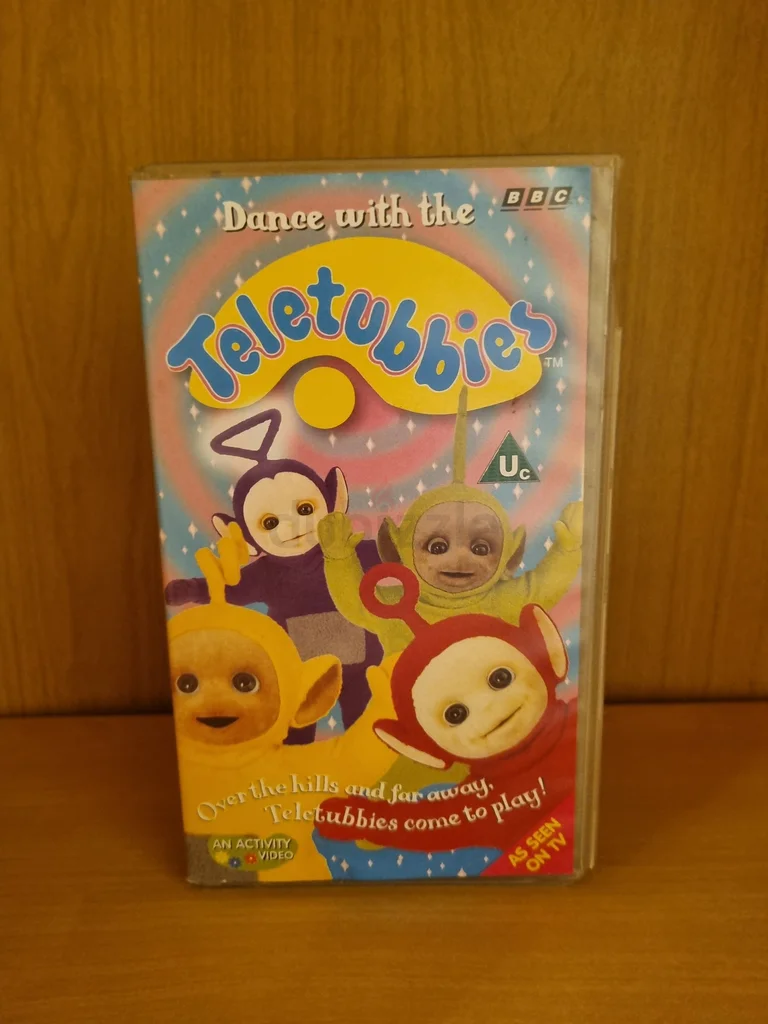 Dance with the
BBC
Teletubbies
TM
Uc
Over the hills and far away,
Teletubbies come to play!
AN ACTIVITY
VIDEO
AS SEEN
ON TV